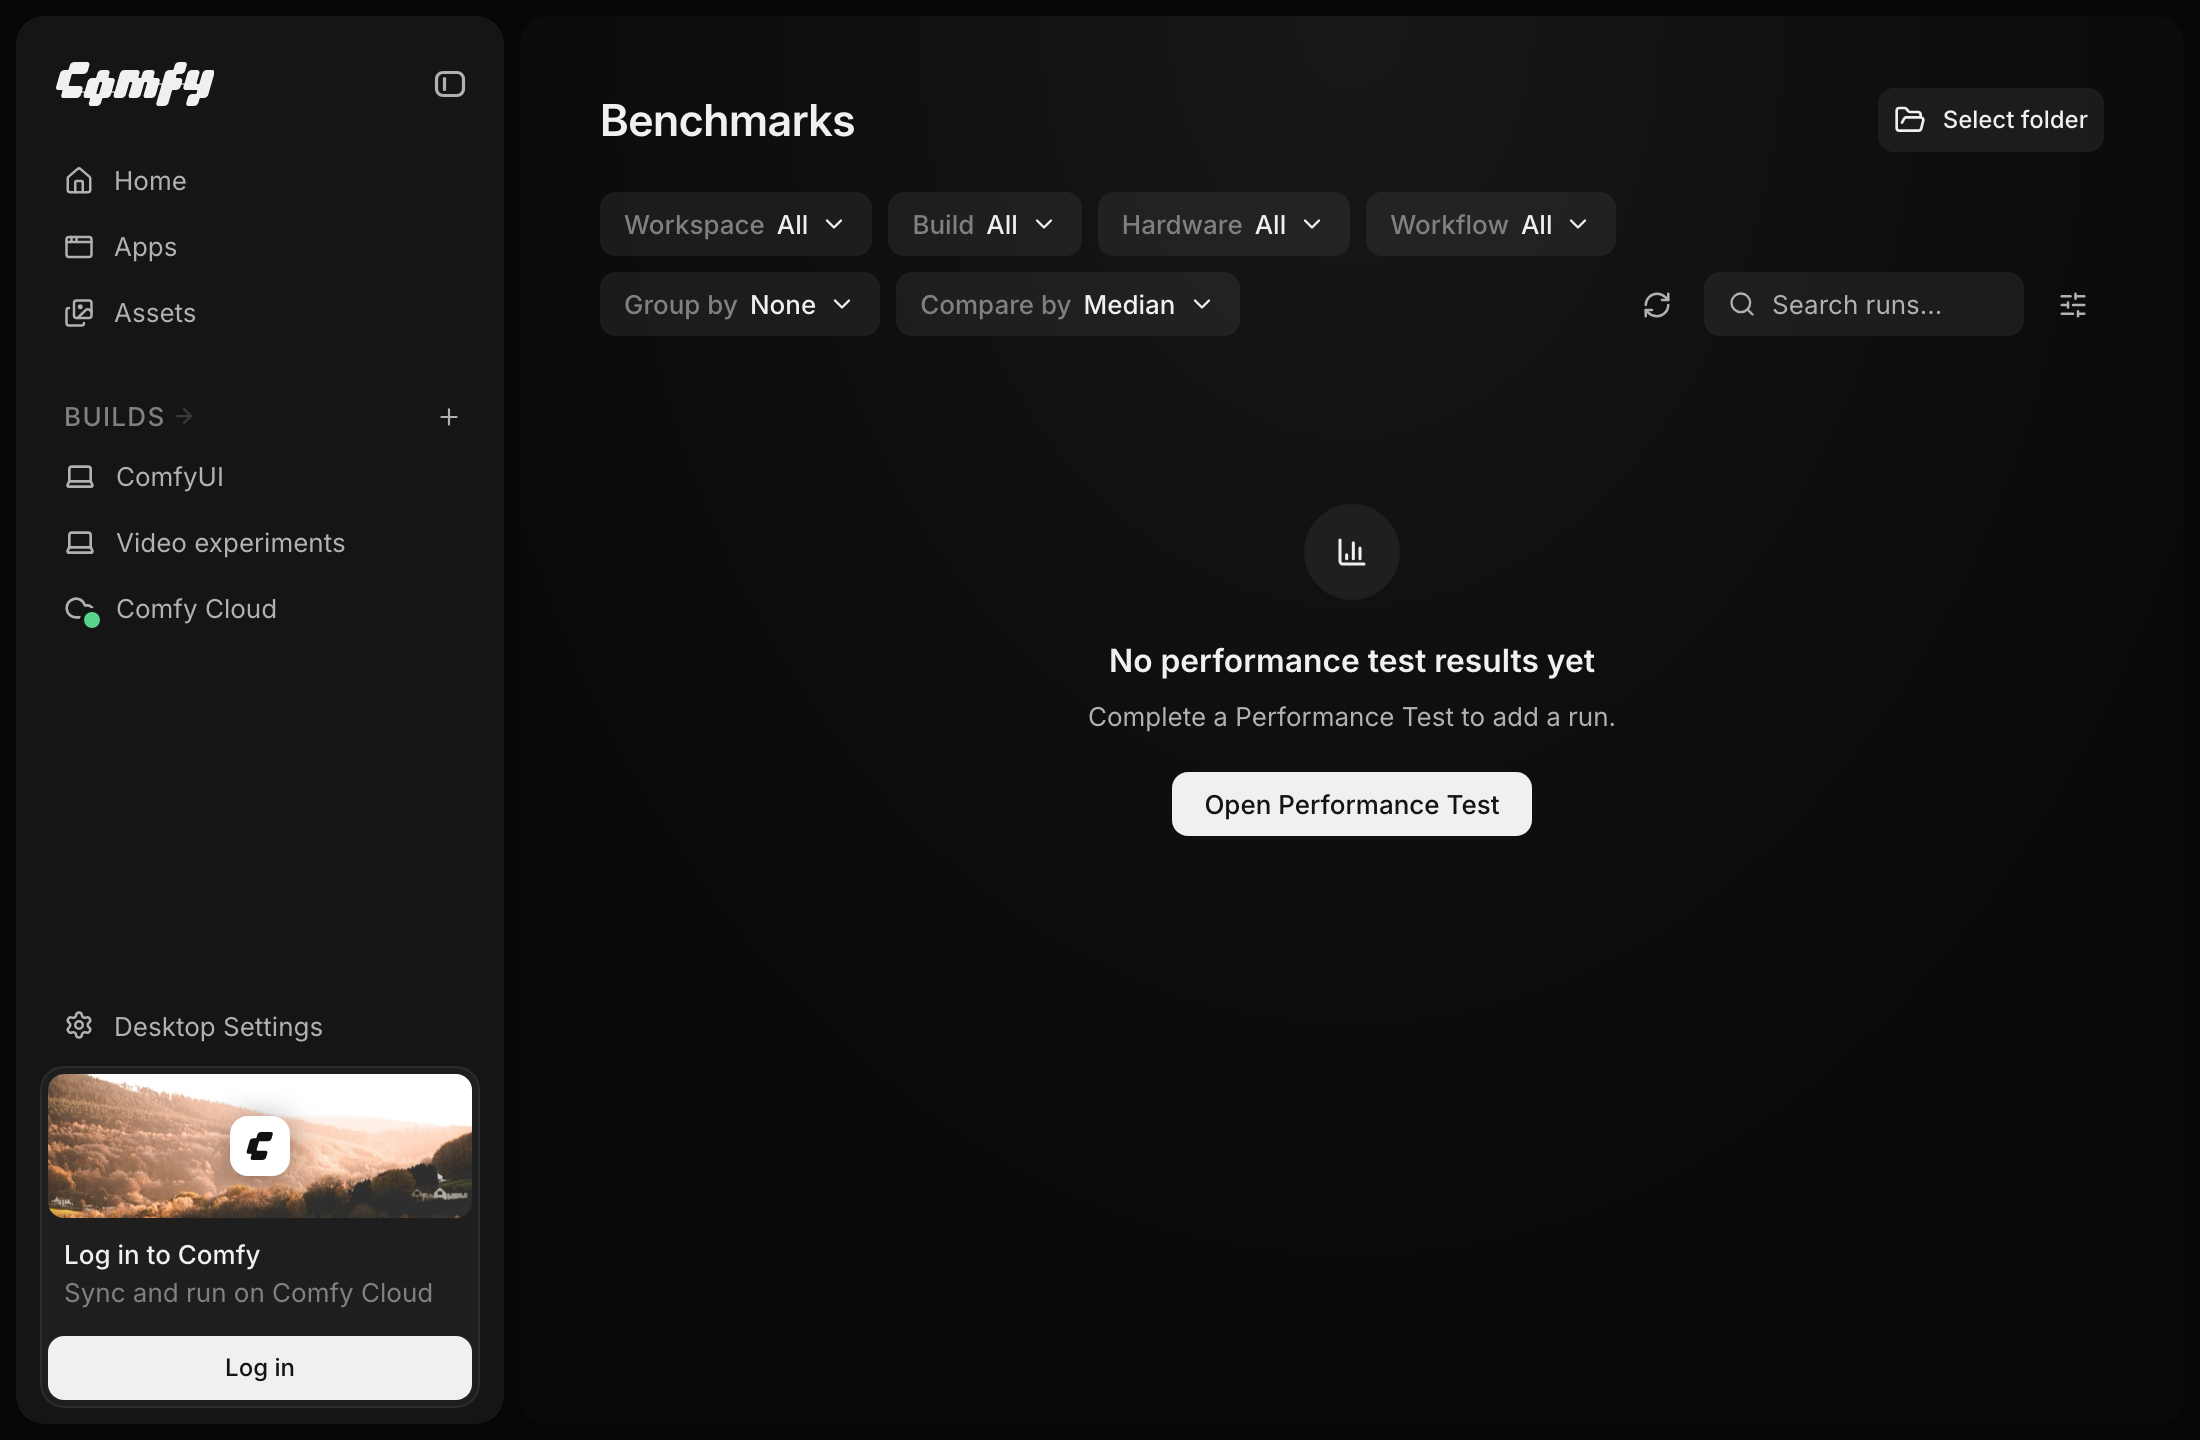 Comfy
Home
Apps
Assets
BUILDS
ComfyUI
Video experiments
Comfy Cloud
Desktop Settings
Log in to Comfy
Sync and run on Comfy Cloud
Log in
Benchmarks
Select folder
Workspace All
Build All
Hardware All
Workflow All
Group by None
Compare by Median
Search runs...
No performance test results yet
Complete a Performance Test to add a run.
Open Performance Test